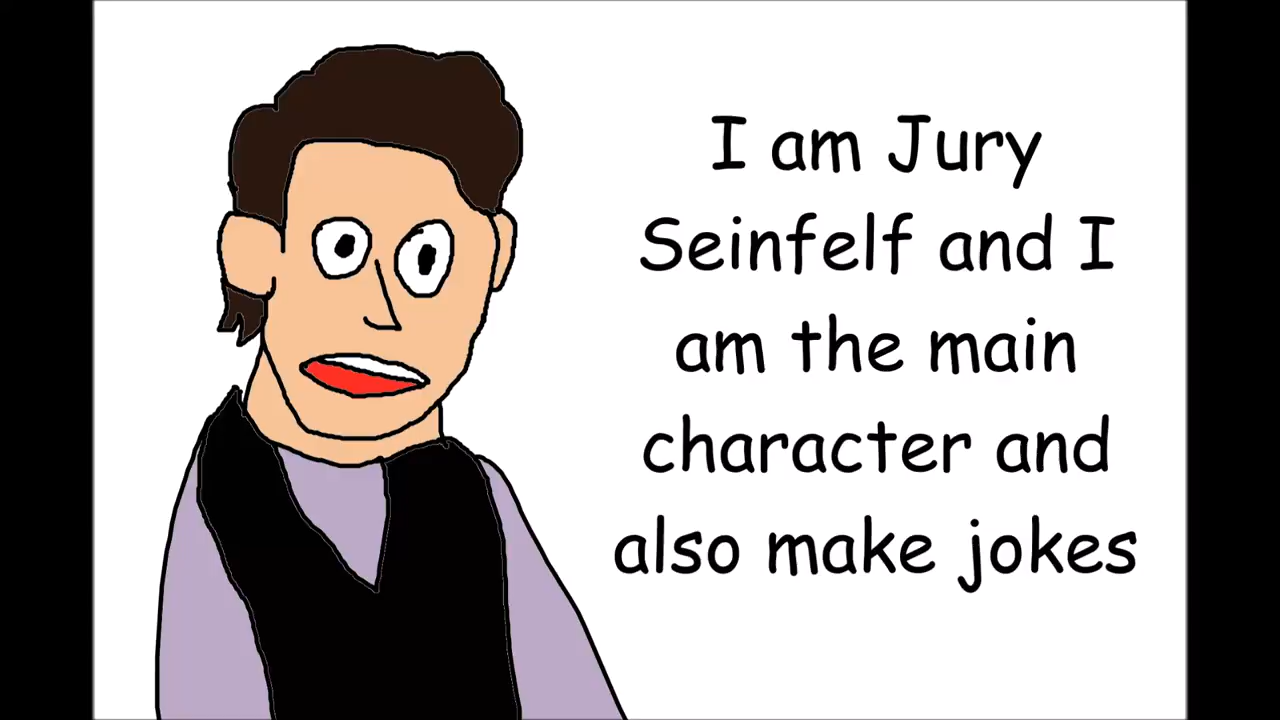 I am Jury
Seinfelf and I
am the main
character and
also make jokes